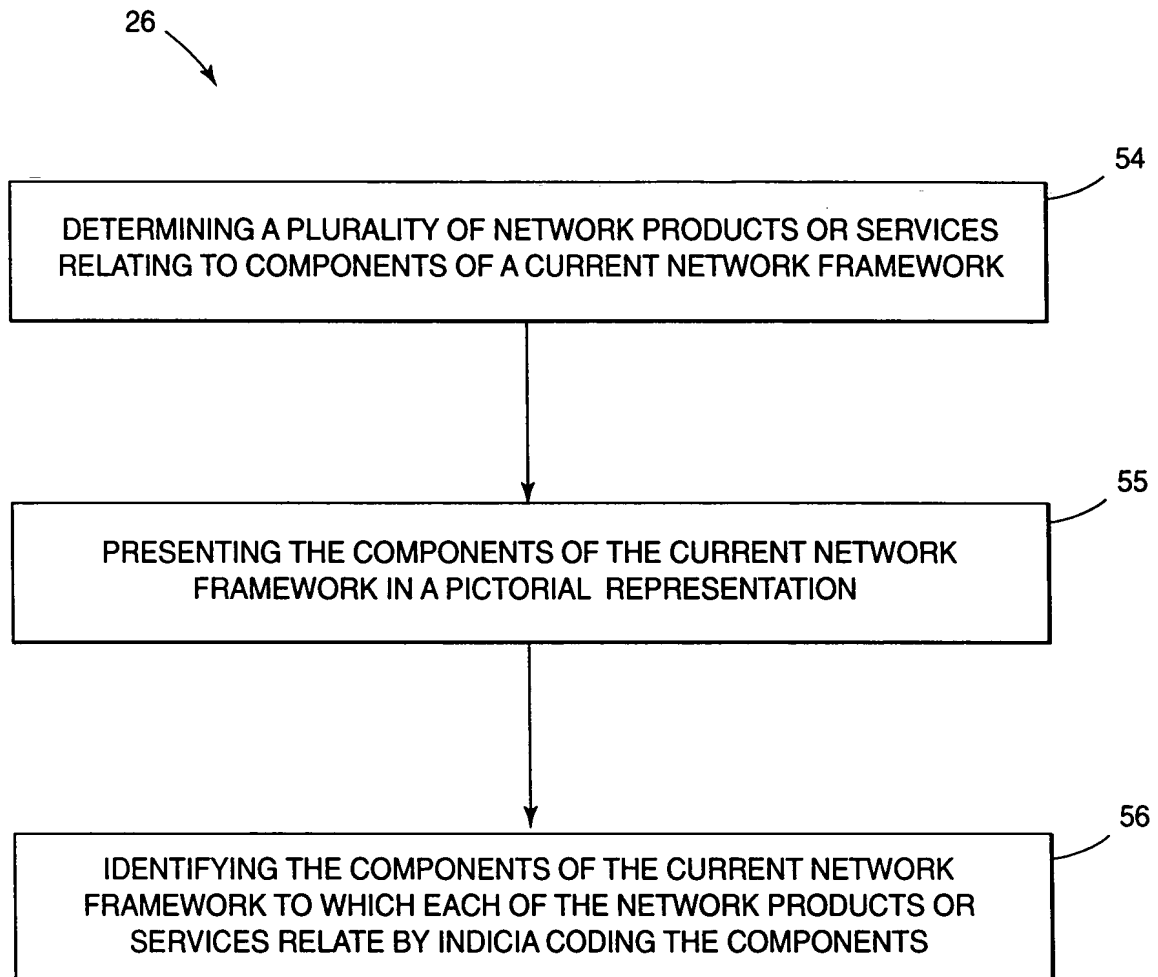 26
54
DETERMINING A PLURALITY OF NETWORK PRODUCTS OR SERVICES
RELATING TO COMPONENTS OF A CURRENT NETWORK FRAMEWORK
55
PRESENTING THE COMPONENTS OF THE CURRENT NETWORK
FRAMEWORK IN A PICTORIAL REPRESENTATION
56
IDENTIFYING THE COMPONENTS OF THE CURRENT NETWORK
FRAMEWORK TO WHICH EACH OF THE NETWORK PRODUCTS OR
SERVICES RELATE BY INDICIA CODING THE COMPONENTS